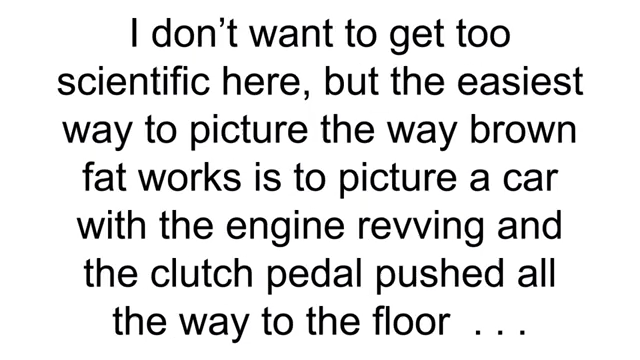 I don’t want to get too
scientific here, but the easiest
way to picture the way brown
fat works is to picture a car
with the engine revving and
the clutch pedal pushed all
the way to the floor  . . .